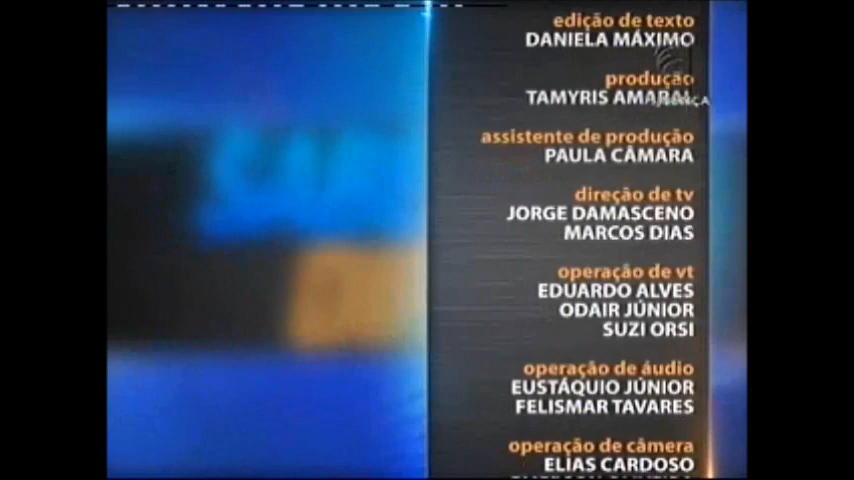 edição de texto
DANIELA MÁXIMO
produção
TAMYRIS AMARAL
assistente de produção
PAULA CÂMARA
direção de tv
JORGE DAMASCENO
MARCOS DIAS
operação de vt
EDUARDO ALVES
ODAIR JÚNIOR
SUZI ORSI
operação de áudio
EUSTÁQUIO JÚNIOR
FELISMAR TAVARES
operação de câmera
ELIAS CARDOSO